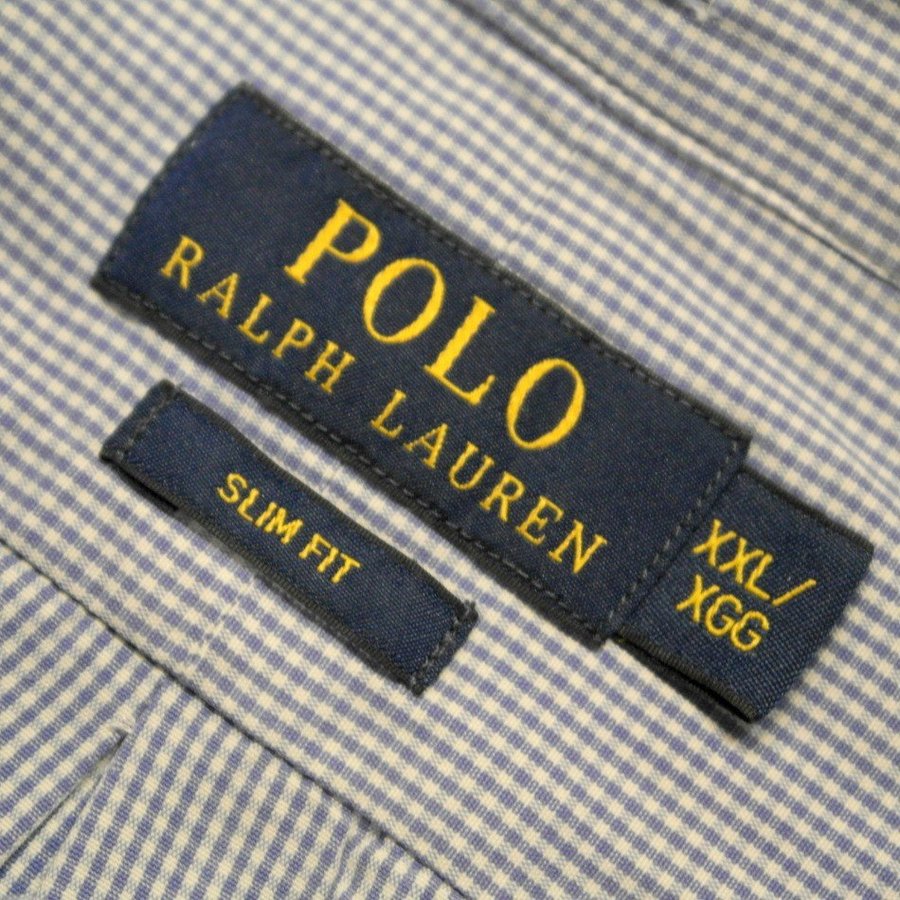 POLO
RALPH LAUREN
XXL/
XGG
SLIM FIT